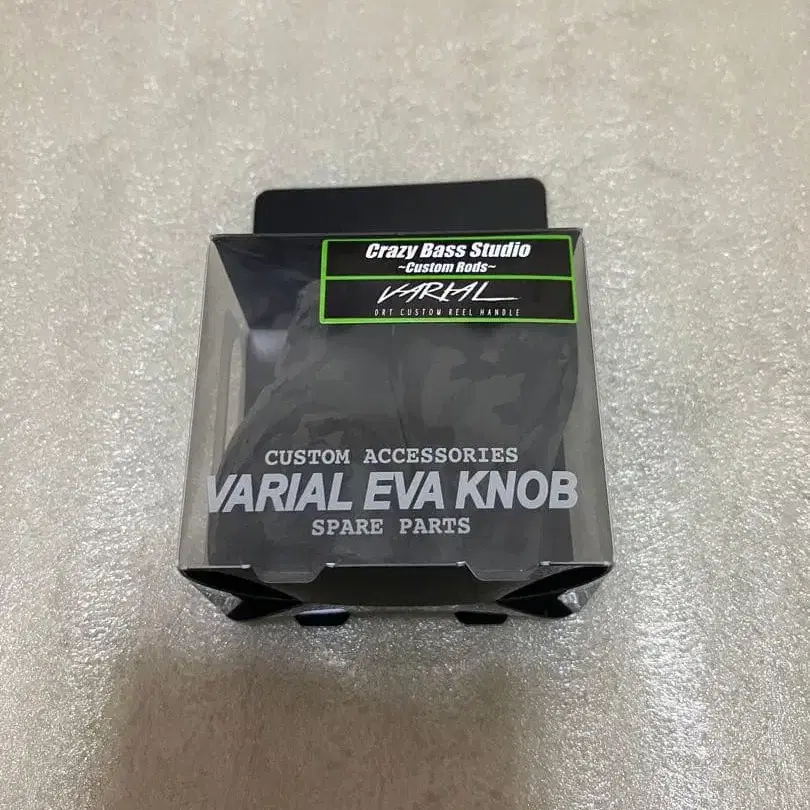 Crazy Bass Studio
~Custom Rods~
VARIAL
DRT CUSTOM REEL HANDLE
CUSTOM ACCESSORIES
VARIAL EVA KNOB
SPARE PARTS